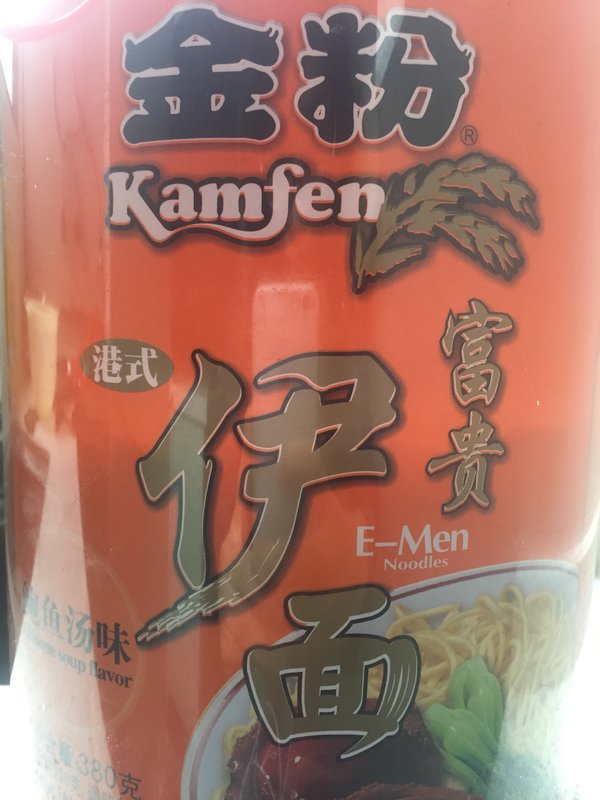 金粉®
Kamfen
港式
富贵
伊面
E-Men
Noodles
鱼汤味
soup flavor
380克